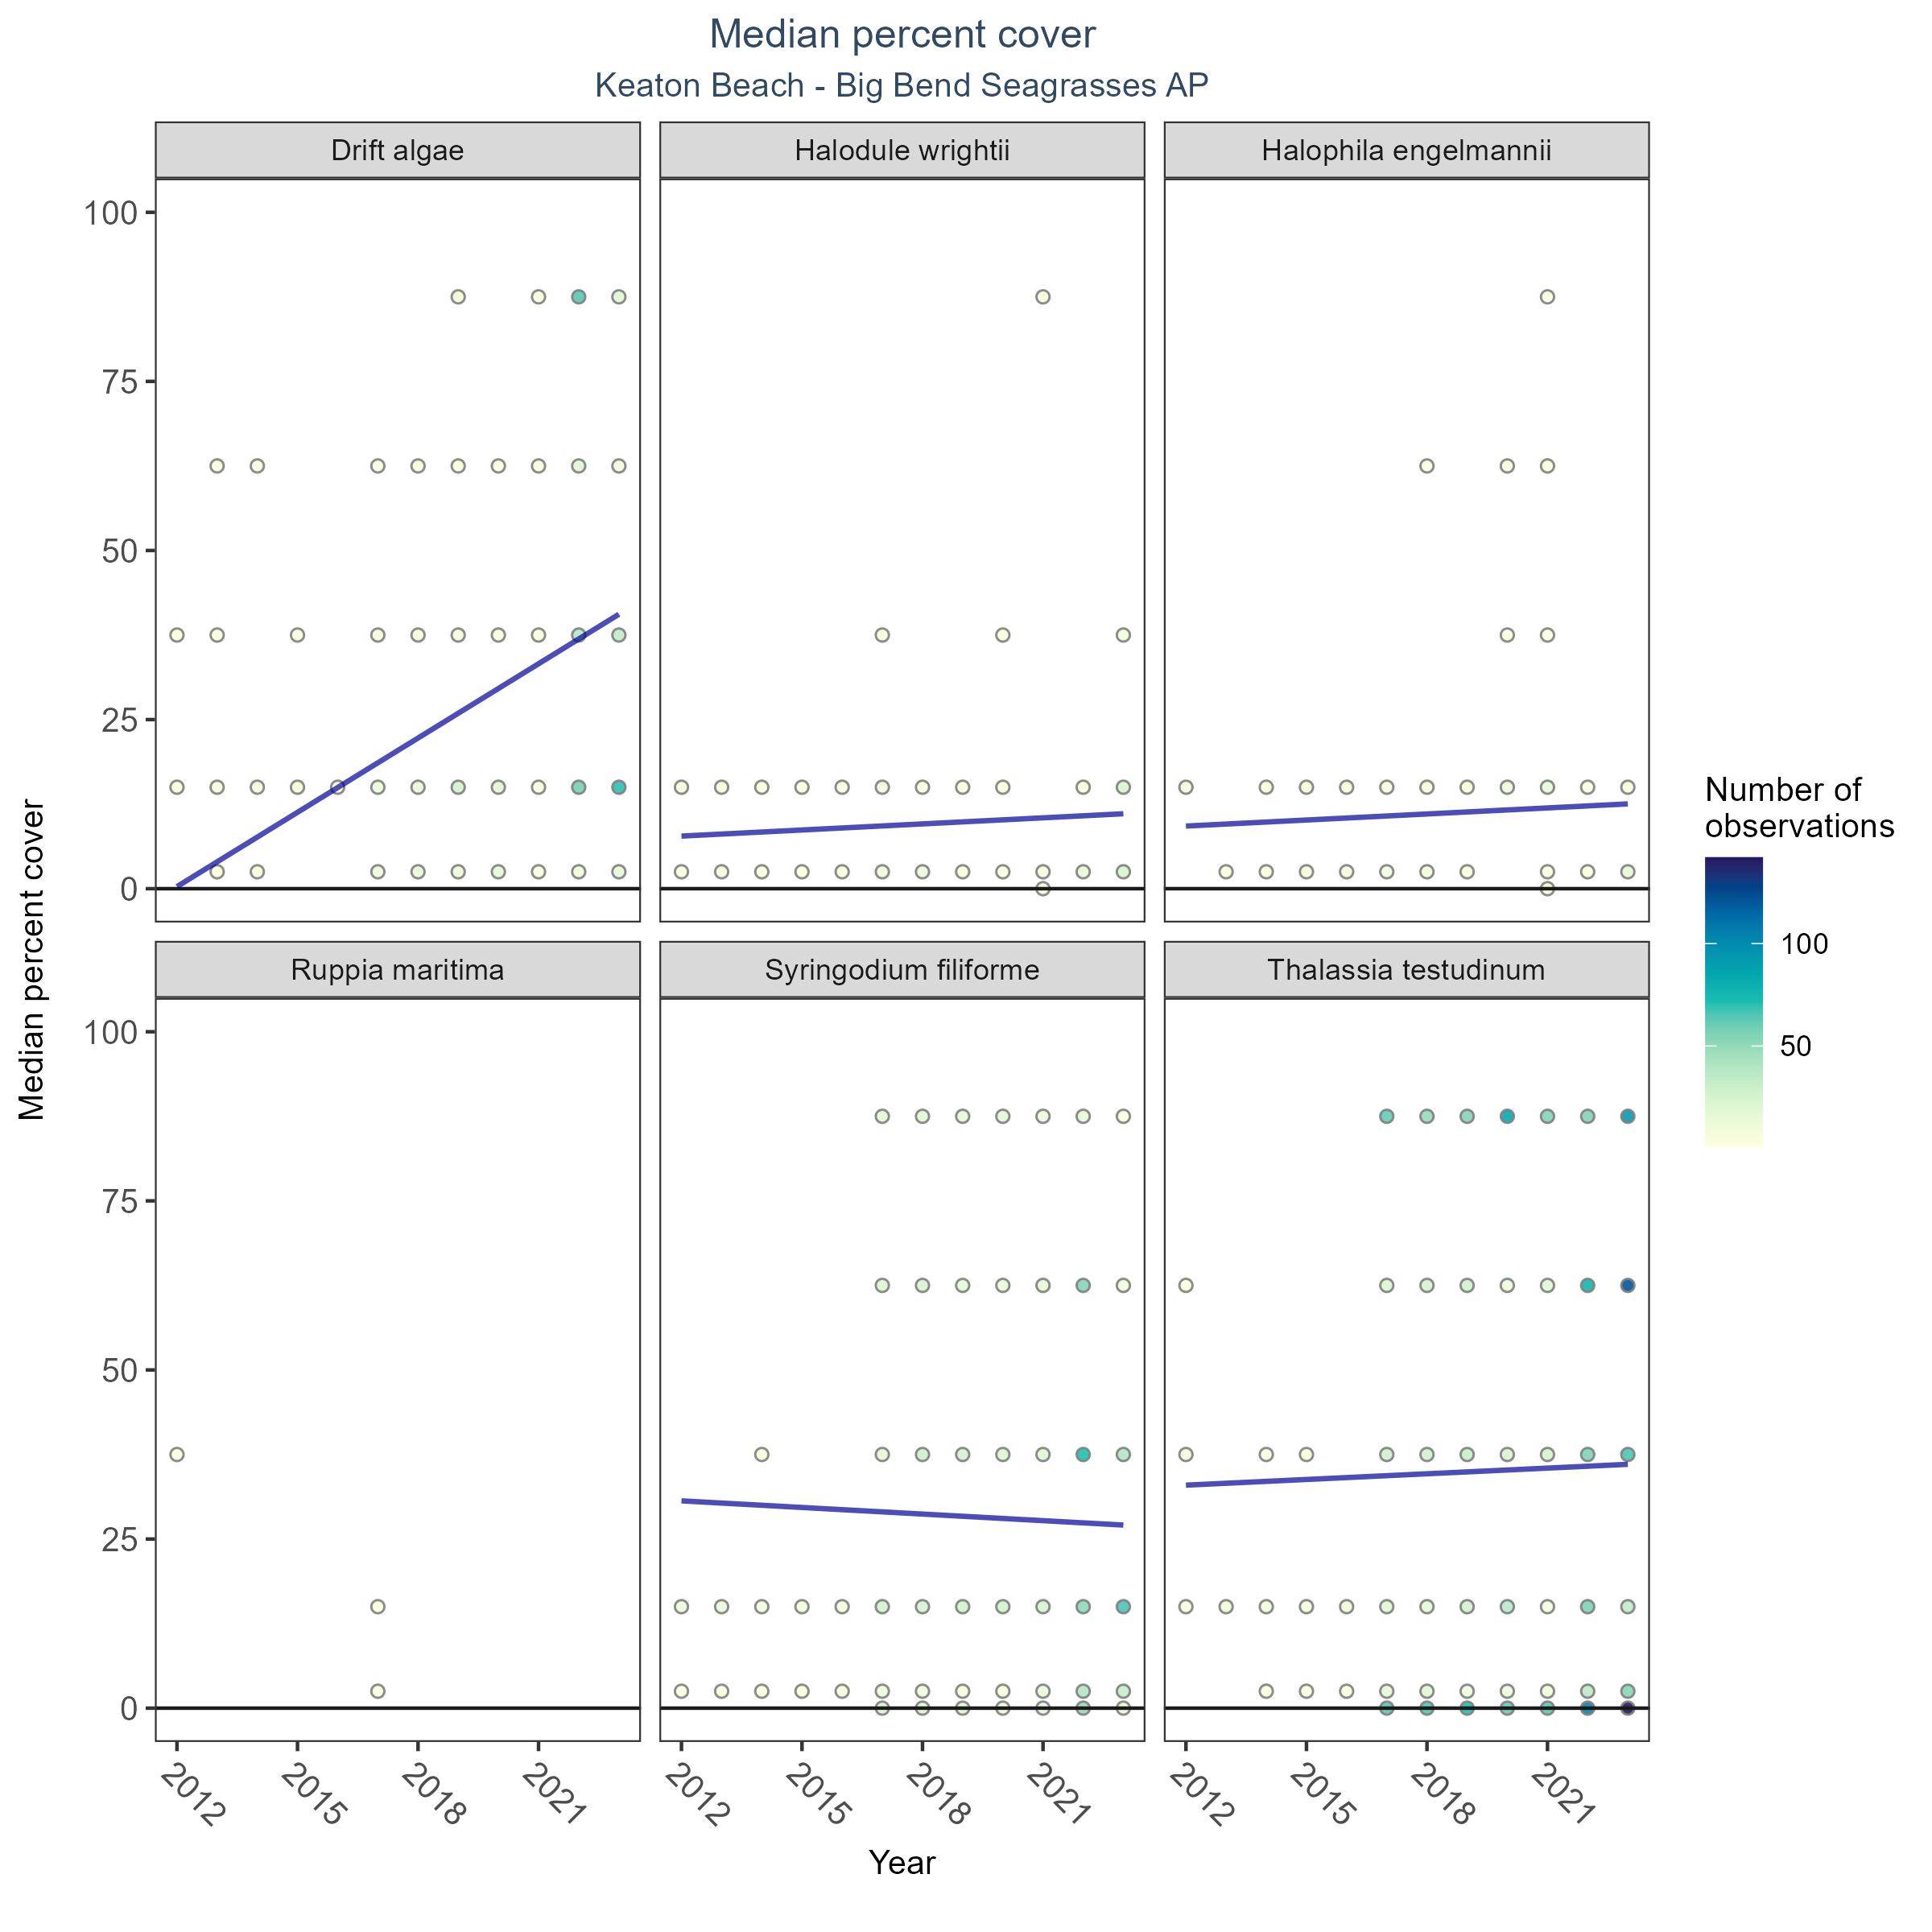 Median percent cover
Keaton Beach - Big Bend Seagrasses AP
Drift algae
Halodule wrightii
Halophila engelmannii
100
75
50
25
0
Ruppia maritima
Syringodium filiforme
Thalassia testudinum
100
75
50
25
0
2012
2015
2018
2021
2012
2015
2018
2021
2012
2015
2018
2021
Year
Median percent cover
Number of
observations
100
50